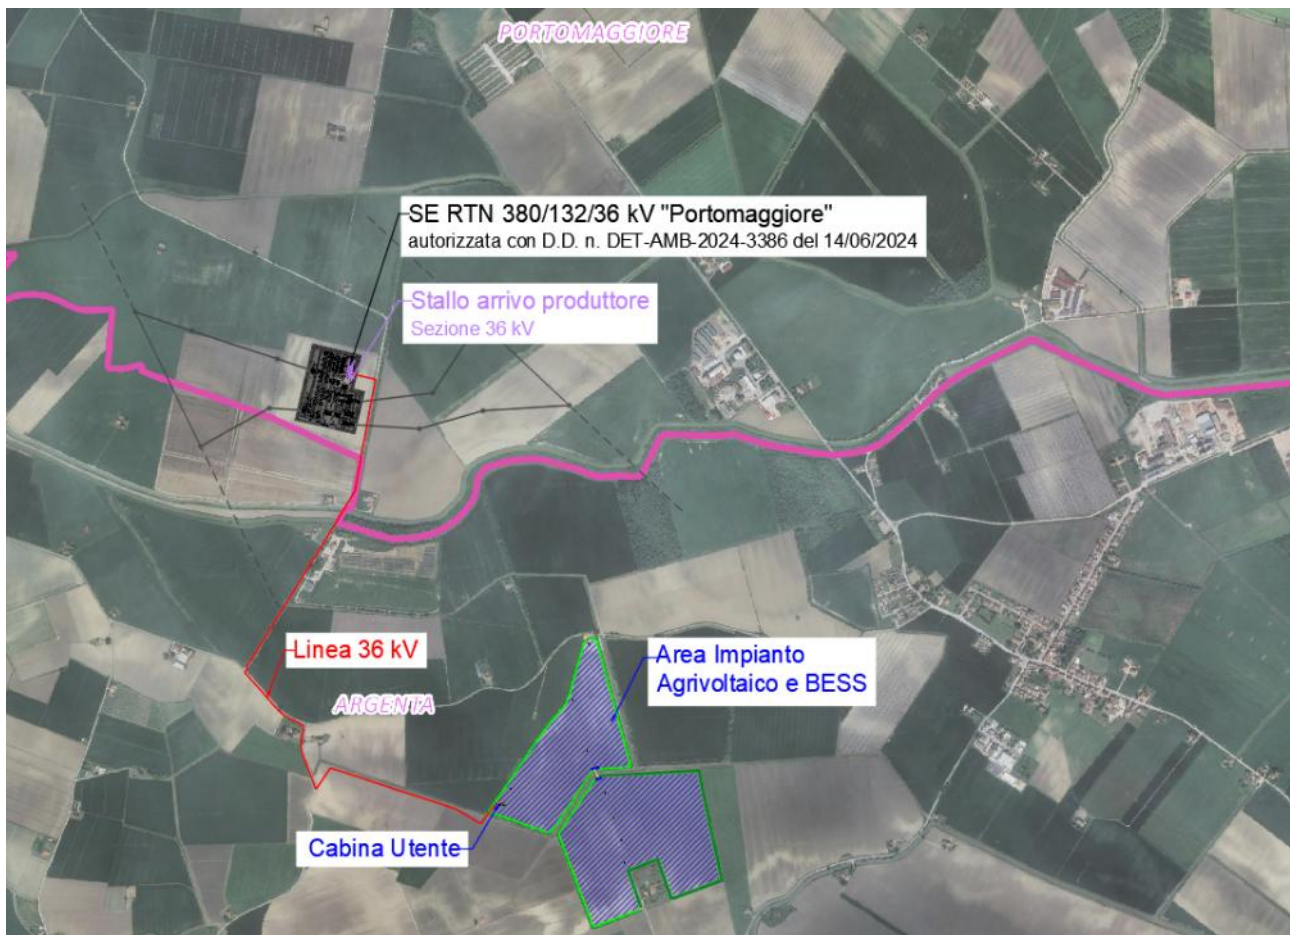 PORTOMAGGIORE
SE RTN 380/132/36 kV "Portomaggiore"
autorizzata con D.D. n. DET-AMB-2024-3386 del 14/06/2024
Stallo arrivo produttore
Sezione 36 kV
Linea 36 kV
Area Impianto
Agrivoltaico e BESS
ARGENTA
Cabina Utente